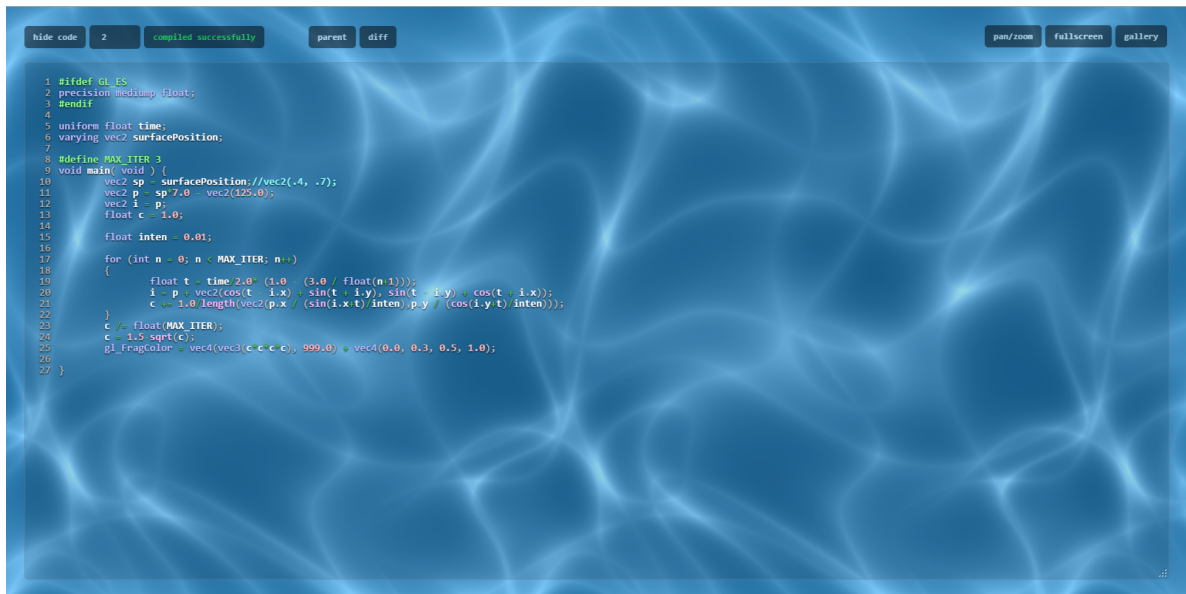 hide code 2 compiled successfully parent diff pan/zoom fullscreen gallery
1 #ifdef GL_ES
2 precision mediump float;
3 #endif
4
5 uniform float time;
6 varying vec2 surfacePosition;
7
8 #define MAX_ITER 3
9 void main( void ) {
10 vec2 sp = surfacePosition;//vec2(.4, .7);
11 vec2 p = sp*7.0 - vec2(125.0);
12 vec2 i = p;
13 float c = 1.0;
14
15 float inten = 0.01;
16
17 for (int n = 0; n < MAX_ITER; n++)
18 {
19 float t = time/2.0* (1.0 - (3.0 / float(n+1)));
20 i = p + vec2(cos(t - i.x) + sin(t + i.y), sin(t - i.y) + cos(t + i.x));
21 c += 1.0/length(vec2(p.x / (sin(i.x+t)/inten),p.y / (cos(i.y+t)/inten)));
22 }
23 c /= float(MAX_ITER);
24 c = 1.5-sqrt(c);
25 gl_FragColor = vec4(vec3(c*c*c*c), 999.0) + vec4(0.0, 0.3, 0.5, 1.0);
26
27 }